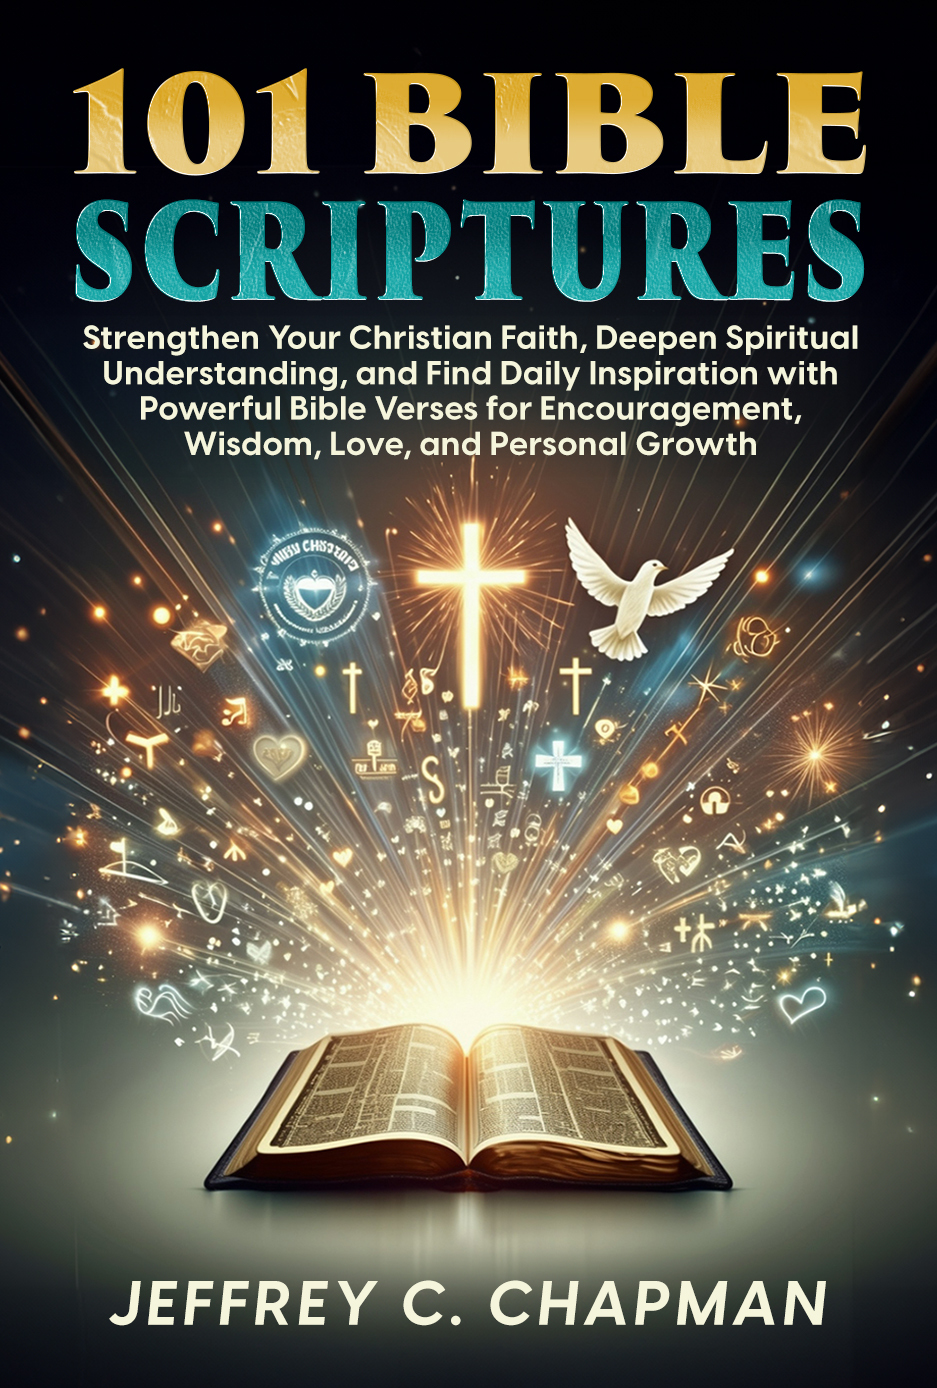 101 BIBLE
SCRIPTURES
Strengthen Your Christian Faith, Deepen Spiritual
Understanding, and Find Daily Inspiration with
Powerful Bible Verses for Encouragement,
Wisdom, Love, and Personal Growth
JEFFREY C. CHAPMAN